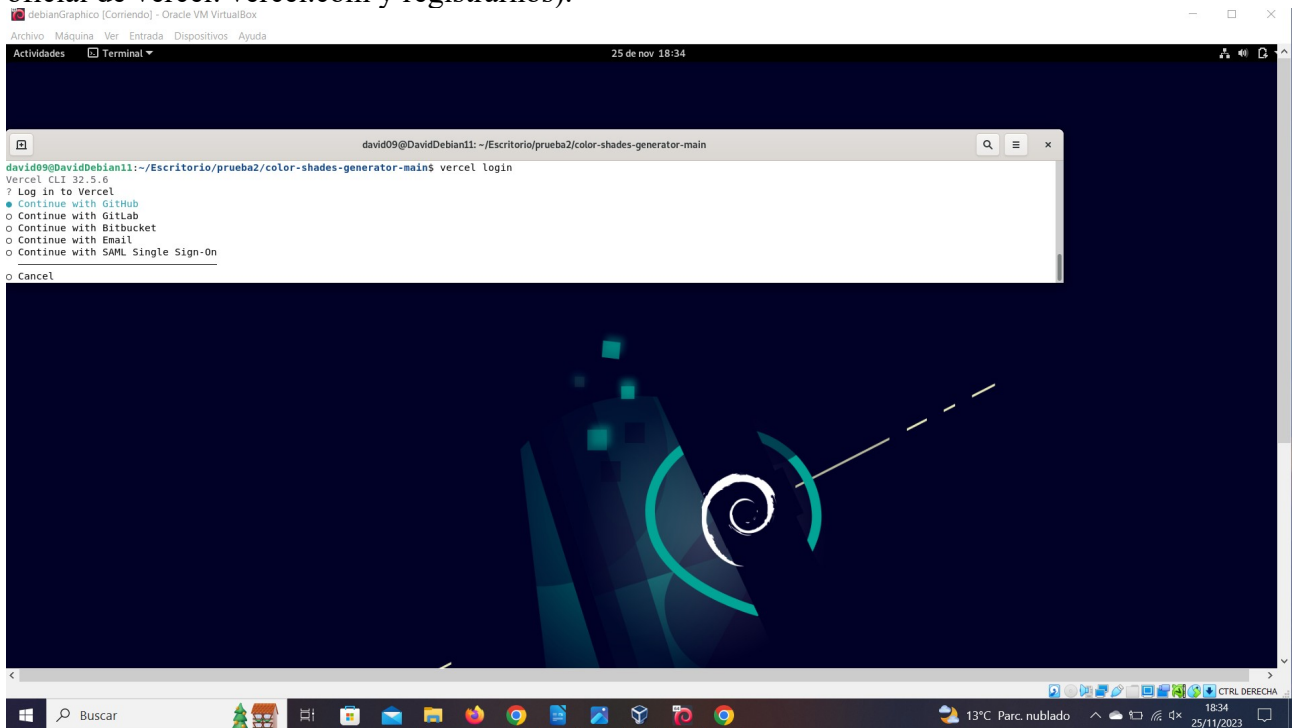 oficial de vercel: vercel.com y registrarnos).
debianGraphico [Corriendo] - Oracle VM VirtualBox
Archivo Máquina Ver Entrada Dispositivos Ayuda
Actividades Terminal 25 de nov 18:34
david09@DavidDebian11: ~/Escritorio/prueba2/color-shades-generator-main
david09@DavidDebian11:~/Escritorio/prueba2/color-shades-generator-main$ vercel login
Vercel CLI 32.5.6
? Log in to Vercel
● Continue with GitHub
○ Continue with GitLab
○ Continue with Bitbucket
○ Continue with Email
○ Continue with SAML Single Sign-On
○ Cancel
CTRL DERECHA
Buscar 13°C Parc. nublado 18:34
25/11/2023